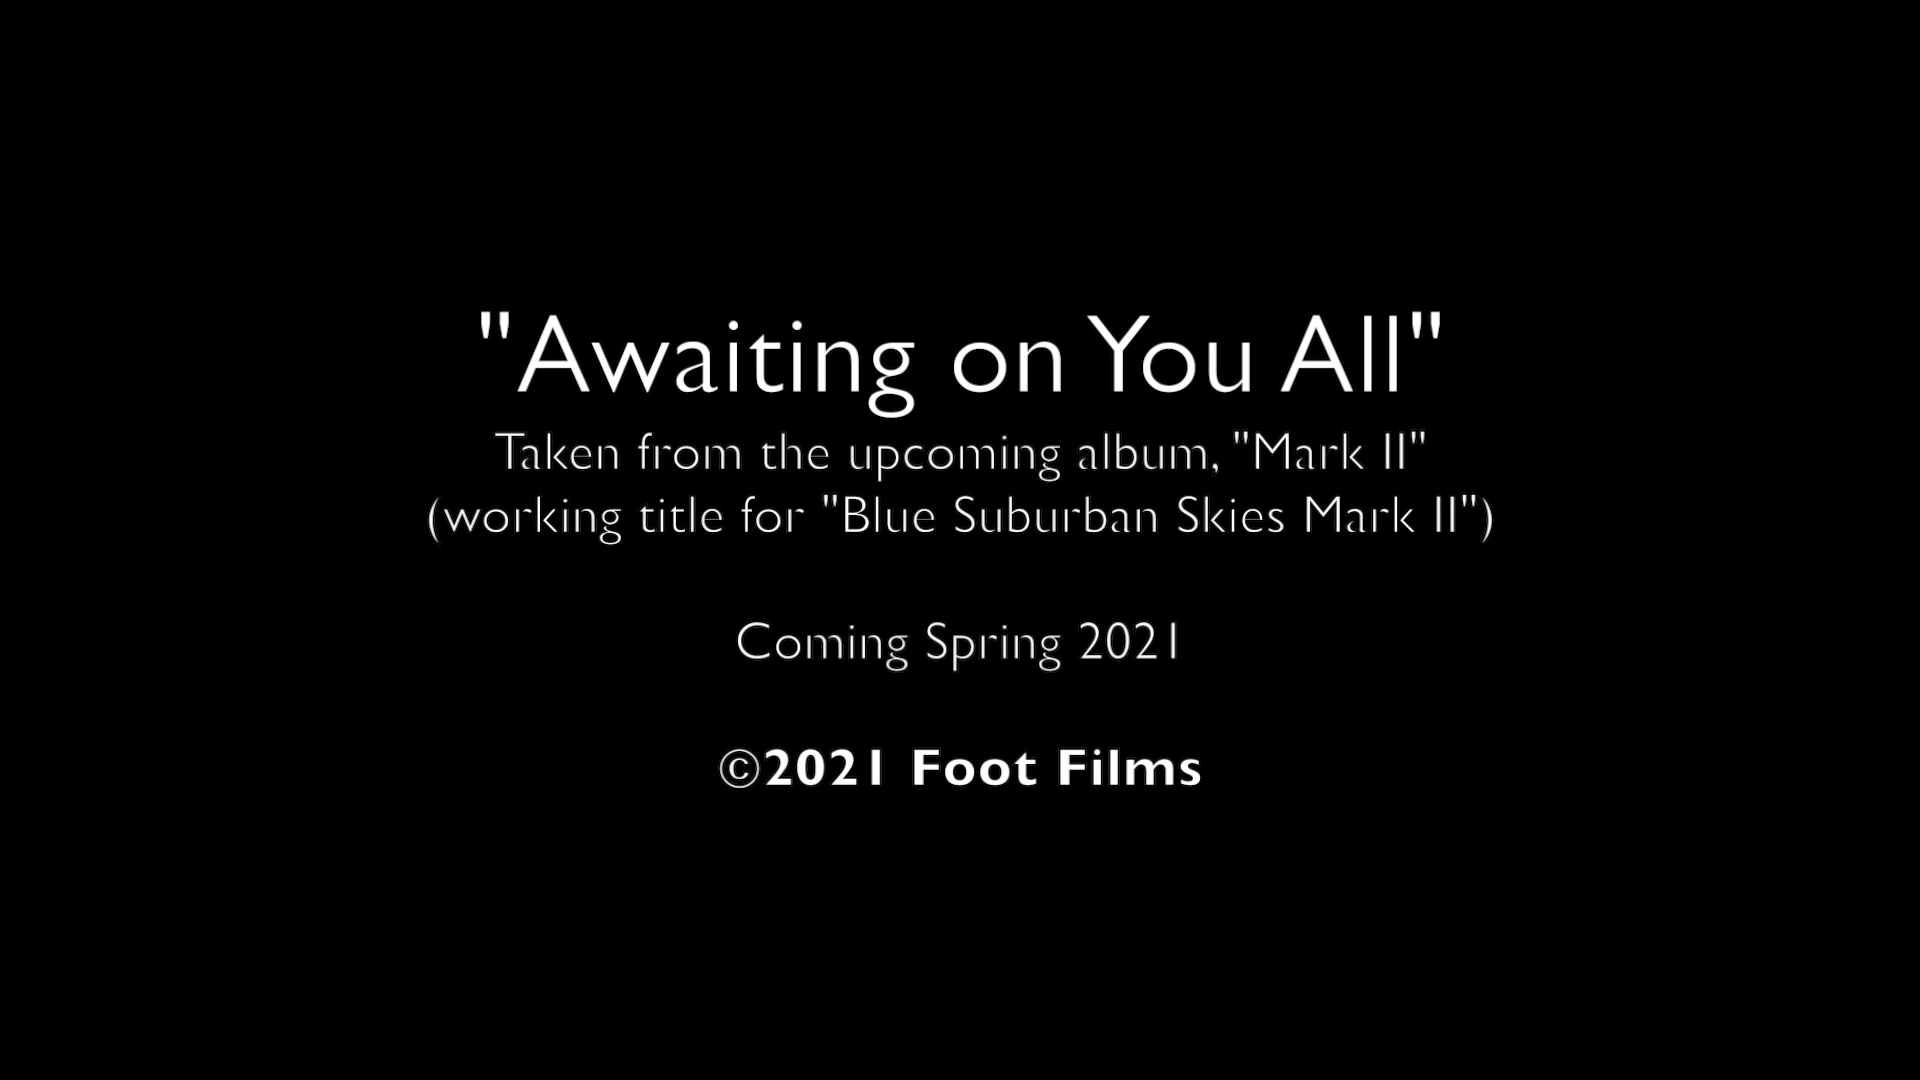 "Awaiting on You All"
Taken from the upcoming album, "Mark II"
(working title for "Blue Suburban Skies Mark II")
Coming Spring 2021
©2021 Foot Films